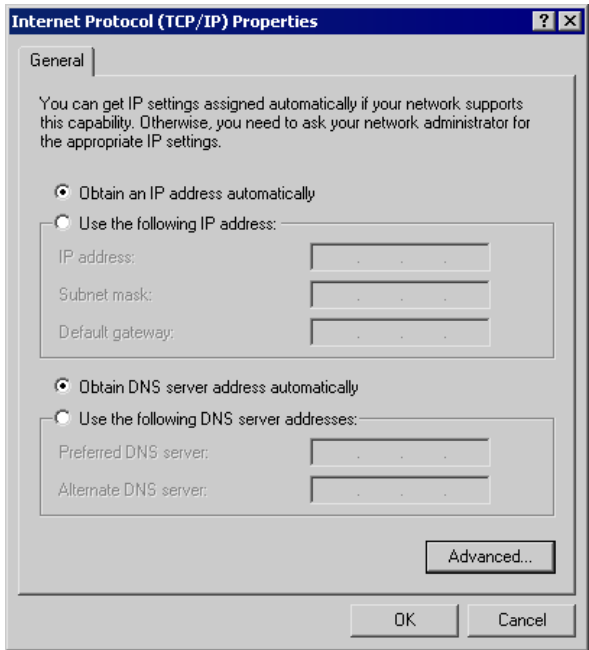 Internet Protocol (TCP/IP) Properties
General
You can get IP settings assigned automatically if your network supports
this capability. Otherwise, you need to ask your network administrator for
the appropriate IP settings.
Obtain an IP address automatically
Use the following IP address:
IP address:
Subnet mask:
Default gateway:
Obtain DNS server address automatically
Use the following DNS server addresses:
Preferred DNS server:
Alternate DNS server:
Advanced...
OK Cancel